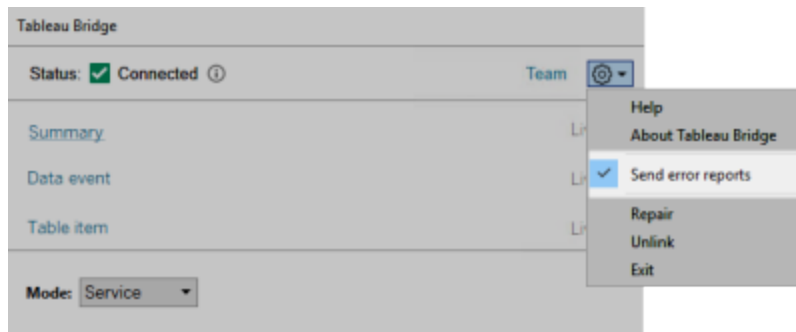 Tableau Bridge
Status: Connected
Team
Help
About Tableau Bridge
Send error reports
Repair
Unlink
Exit
Summary
Data event
Table item
Mode: Service